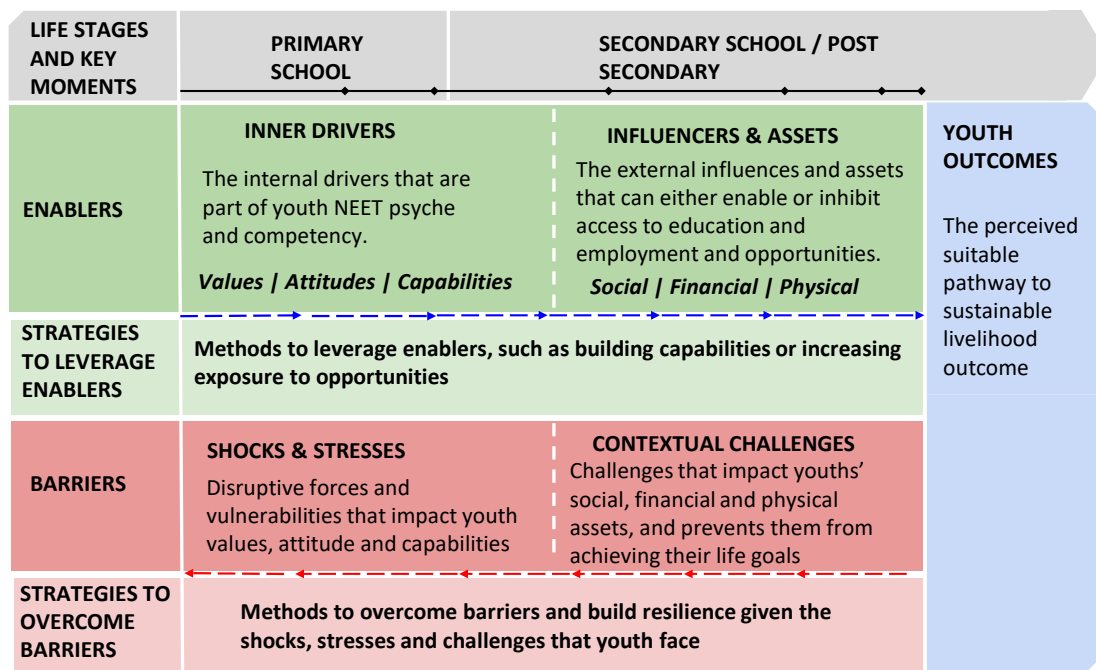 LIFE STAGES
AND KEY
MOMENTS
PRIMARY
SCHOOL
SECONDARY SCHOOL / POST
SECONDARY
ENABLERS
INNER DRIVERS
The internal drivers that are
part of youth NEET psyche
and competency.
Values | Attitudes | Capabilities
INFLUENCERS & ASSETS
The external influences and assets
that can either enable or inhibit
access to education and
employment and opportunities.
Social | Financial | Physical
YOUTH
OUTCOMES
The perceived
suitable
pathway to
sustainable
livelihood
outcome
STRATEGIES
TO LEVERAGE
ENABLERS
Methods to leverage enablers, such as building capabilities or increasing
exposure to opportunities
BARRIERS
SHOCKS & STRESSES
Disruptive forces and
vulnerabilities that impact youth
values, attitude and capabilities
CONTEXTUAL CHALLENGES
Challenges that impact youths’
social, financial and physical
assets, and prevents them from
achieving their life goals
STRATEGIES TO
OVERCOME
BARRIERS
Methods to overcome barriers and build resilience given the
shocks, stresses and challenges that youth face